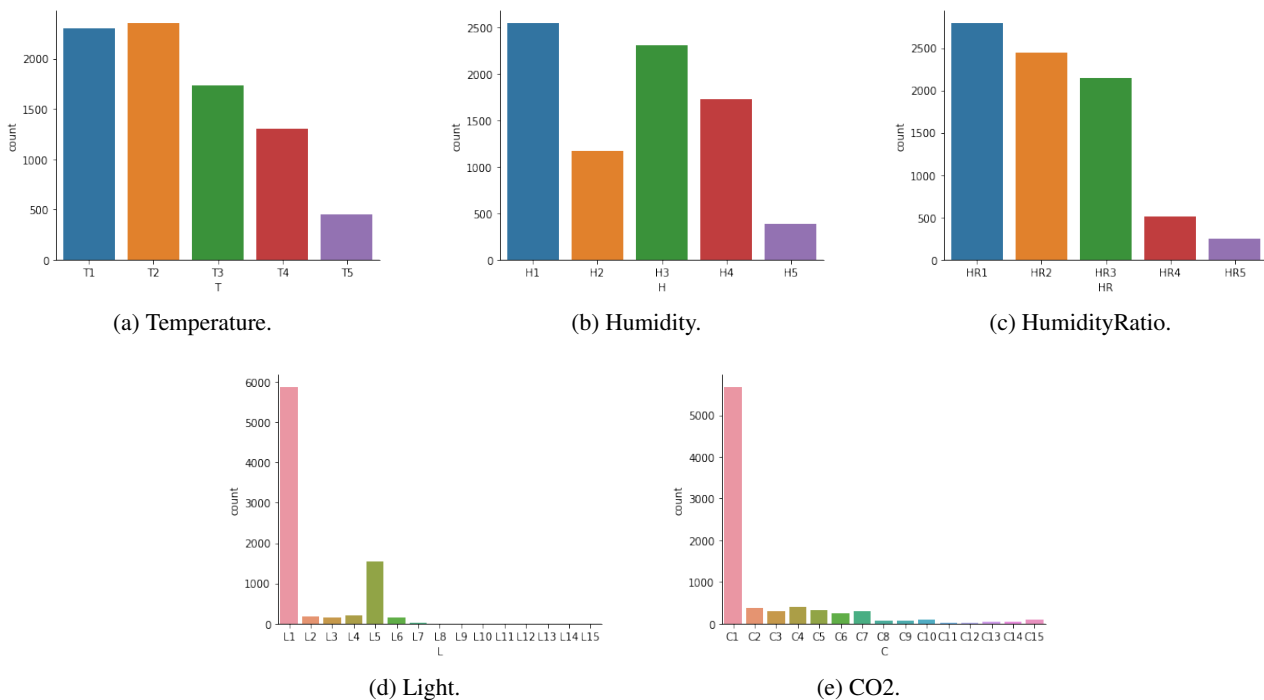 2000
1500
1000
500
0
count
T1 T2 T3 T4 T5
T
(a) Temperature.
2500
2000
1500
1000
500
0
count
H1 H2 H3 H4 H5
H
(b) Humidity.
2500
2000
1500
1000
500
0
count
HR1 HR2 HR3 HR4 HR5
HR
(c) HumidityRatio.
6000
5000
4000
3000
2000
1000
0
count
L1 L2 L3 L4 L5 L6 L7 L8 L9 L10 L11 L12 L13 L14 L15
L
(d) Light.
5000
4000
3000
2000
1000
0
count
C1 C2 C3 C4 C5 C6 C7 C8 C9 C10 C11 C12 C13 C14 C15
C
(e) CO2.